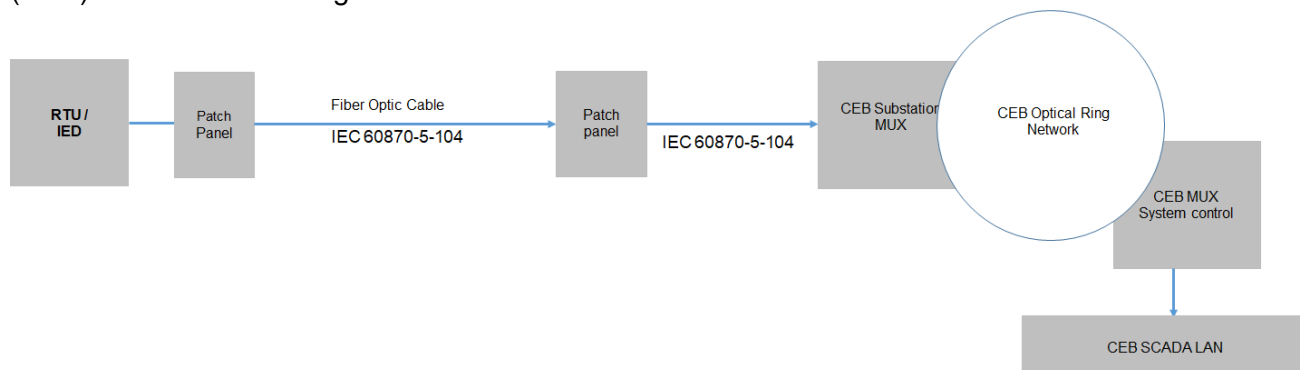 RTU /
IED
Patch
Panel
Fiber Optic Cable
IEC 60870-5-104
Patch
panel
IEC 60870-5-104
CEB Substation
MUX
CEB Optical Ring
Network
CEB MUX
System control
CEB SCADA LAN